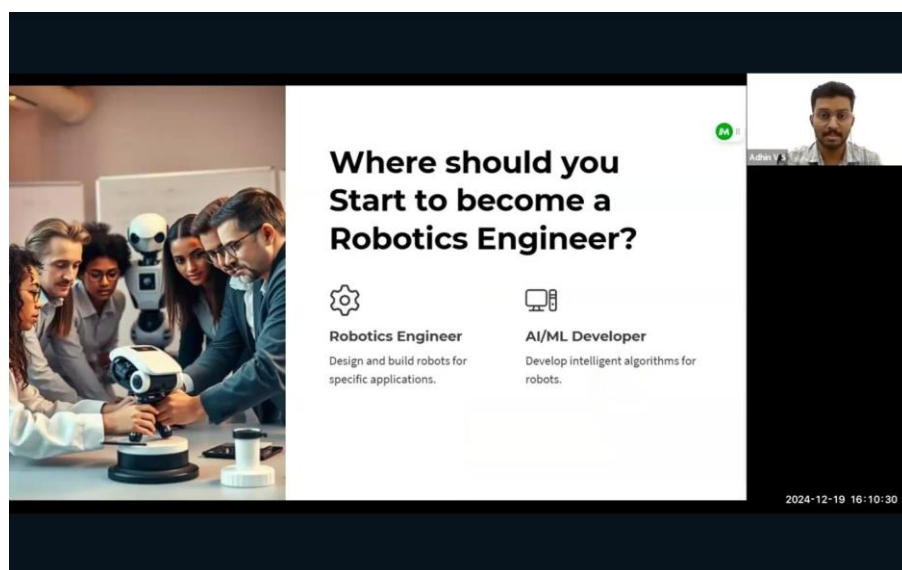 Where should you
Start to become a
Robotics Engineer?
Robotics Engineer
Design and build robots for
specific applications.
AI/ML Developer
Develop intelligent algorithms for
robots.
Adhin V S
2024-12-19 16:10:30